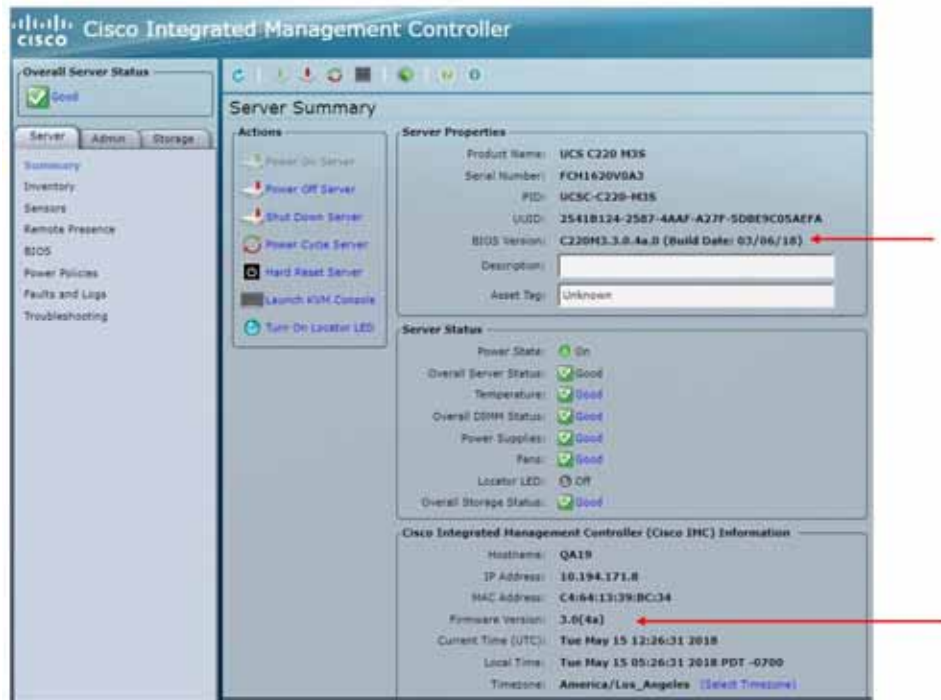 CISCO
Cisco Integrated Management Controller
Overall Server Status
Good
Server Admin Storage
Summary
Inventory
Sensors
Remote Presence
BIOS
Power Policies
Faults and Logs
Troubleshooting
Server Summary
Actions
Power On Server
Power Off Server
Shut Down Server
Power Cycle Server
Hard Reset Server
Launch KVM Console
Turn On Locator LED
Server Properties
Product Name: UCS C220 M3S
Serial Number: FCH1620V0A3
PID: UCSC-C220-M3S
UUID: 2541B124-2587-4AAF-A27F-5DBE9C05AEFA
BIOS Version: C220M3.3.0.4a.0 (Build Date: 03/06/18)
Description:
Asset Tag: Unknown
Server Status
Power State: On
Overall Server Status: Good
Temperature: Good
Overall DIMM Status: Good
Power Supplies: Good
Fans: Good
Locator LED: Off
Overall Storage Status: Good
Cisco Integrated Management Controller (Cisco IMC) Information
Hostname: QA19
IP Address: 10.194.171.8
MAC Address: C4:64:13:39:BC:34
Firmware Version: 3.0(4a)
Current Time (UTC): Tue May 15 12:26:31 2018
Local Time: Tue May 15 05:26:31 2018 PDT -0700
Timezone: America/Los_Angeles (Select Timezone)